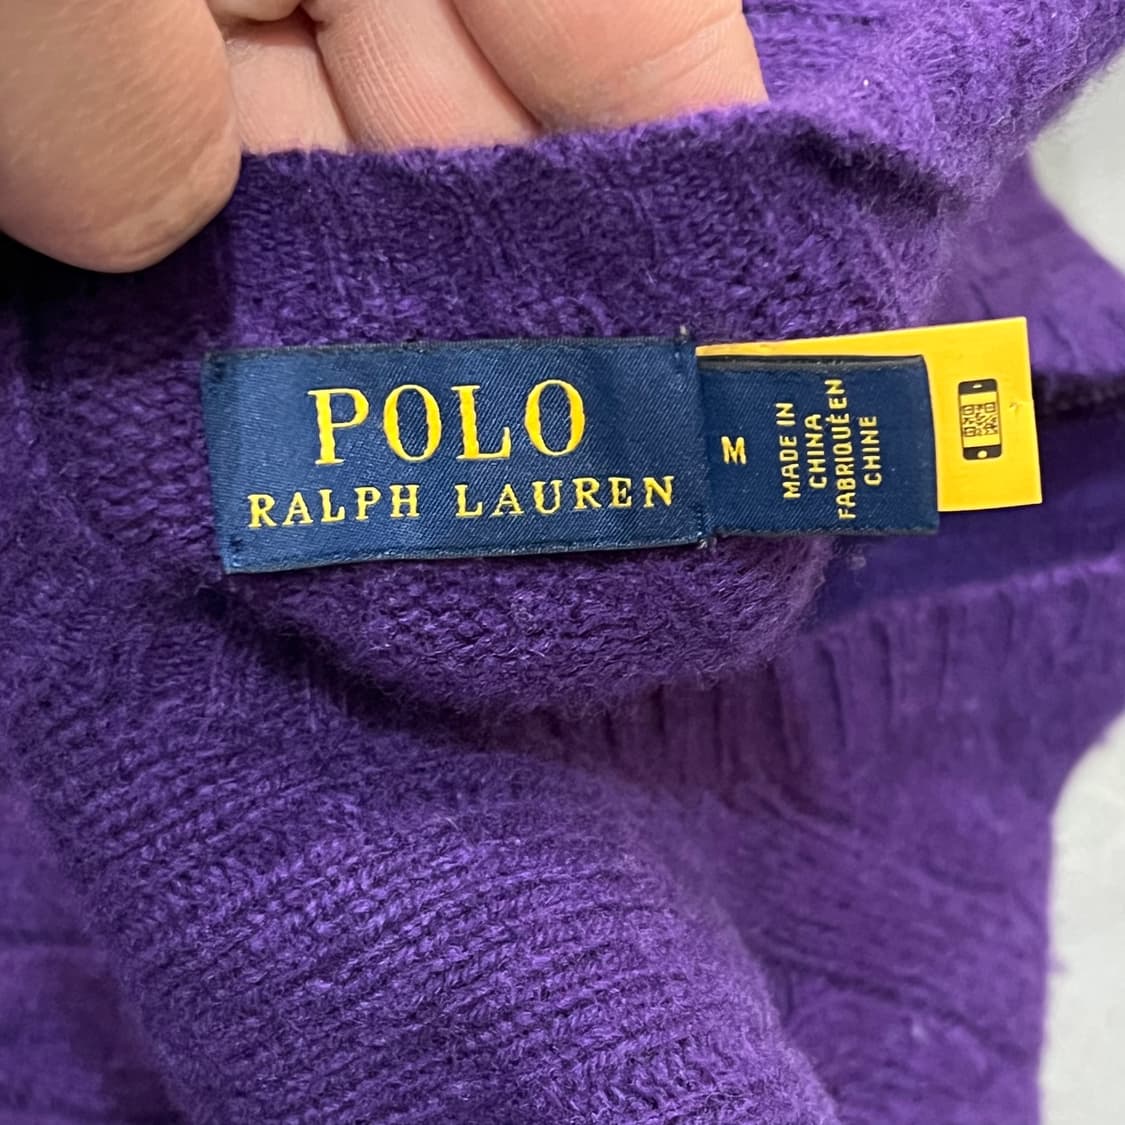 POLO
RALPH LAUREN
M
MADE IN
CHINA
FABRIQUÉ EN
CHINE